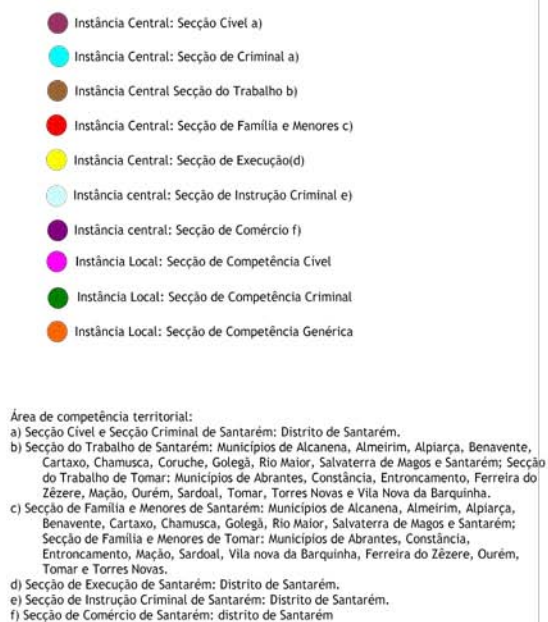 Instância Central: Secção Cível a)
Instância Central: Secção de Criminal a)
Instância Central Secção do Trabalho b)
Instância Central: Secção de Família e Menores c)
Instância Central: Secção de Execução(d)
Instância central: Secção de Instrução Criminal e)
Instância central: Secção de Comércio f)
Instância Local: Secção de Competência Cível
Instância Local: Secção de Competência Criminal
Instância Local: Secção de Competência Genérica
Área de competência territorial:
a) Secção Cível e Secção Criminal de Santarém: Distrito de Santarém.
b) Secção do Trabalho de Santarém: Municípios de Alcanena, Almeirim, Alpiarça, Benavente,
Cartaxo, Chamusca, Coruche, Golegã, Rio Maior, Salvaterra de Magos e Santarém; Secção
do Trabalho de Tomar: Municípios de Abrantes, Constância, Entroncamento, Ferreira do
Zêzere, Mação, Ourém, Sardoal, Tomar, Torres Novas e Vila Nova da Barquinha.
c) Secção de Família e Menores de Santarém: Municípios de Alcanena, Almeirim, Alpiarça,
Benavente, Cartaxo, Chamusca, Golegã, Rio Maior, Salvaterra de Magos e Santarém;
Secção de Família e Menores de Tomar: Municípios de Abrantes, Constância,
Entroncamento, Mação, Sardoal, Vila nova da Barquinha, Ferreira do Zêzere, Ourém,
Tomar e Torres Novas.
d) Secção de Execução de Santarém: Distrito de Santarém.
e) Secção de Instrução Criminal de Santarém: Distrito de Santarém.
f) Secção de Comércio de Santarém: distrito de Santarém